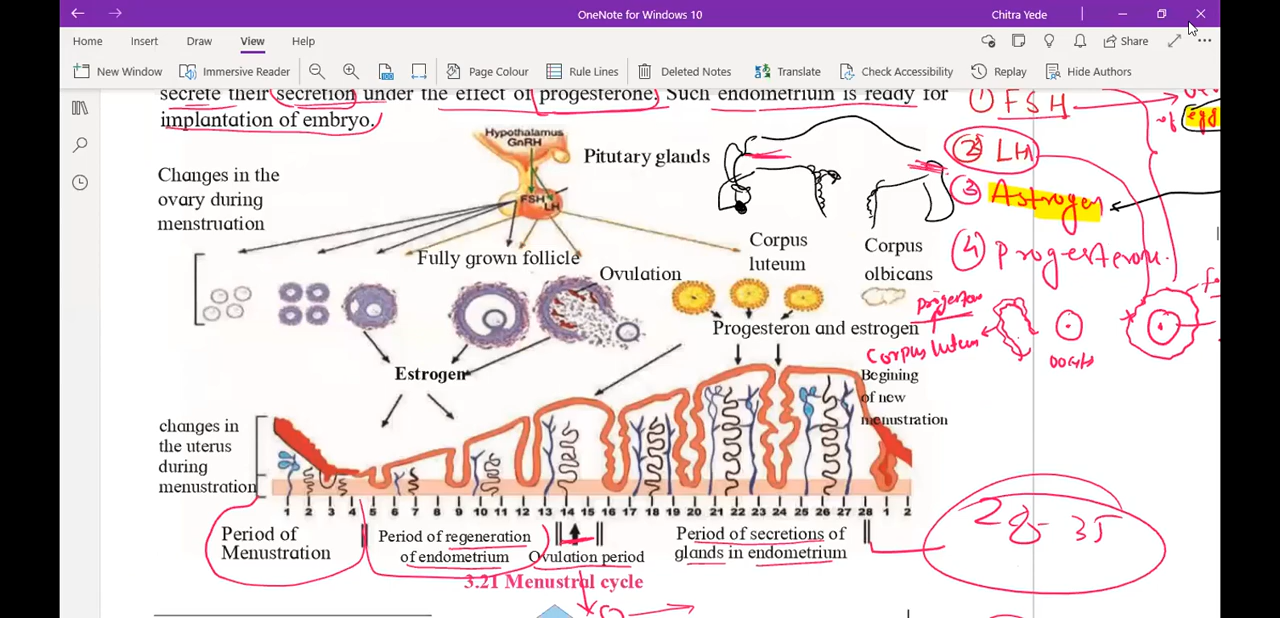 OneNote for Windows 10
Chitra Yede
Home Insert Draw View Help
Share
New Window Immersive Reader Page Colour Rule Lines Deleted Notes Translate Check Accessibility Replay Hide Authors
secrete their secretion under the effect of progesterone. Such endometrium is ready for
implantation of embryo.
① FSH
egg
② LH
③ Astrogen
④ Progesteron.
Hypothalamus
GnRH
Pitutary glands
FSH
LH
Changes in the
ovary during
menstruation
Fully grown follicle
Ovulation
Corpus
luteum
Corpus
olbicans
Progesteron and estrogen
progesteron
Corpus luteum
Estrogen
Begining
of new
menustration
changes in
the uterus
during
menustration
1 2 3 4 5 6 7 8 9 10 11 12 13 14 15 16 17 18 19 20 21 22 23 24 25 26 27 28 1 2
Period of
Menustration
Period of regeneration
of endometrium
Ovulation period
Period of secretions of
glands in endometrium
28-35
3.21 Menustral cycle